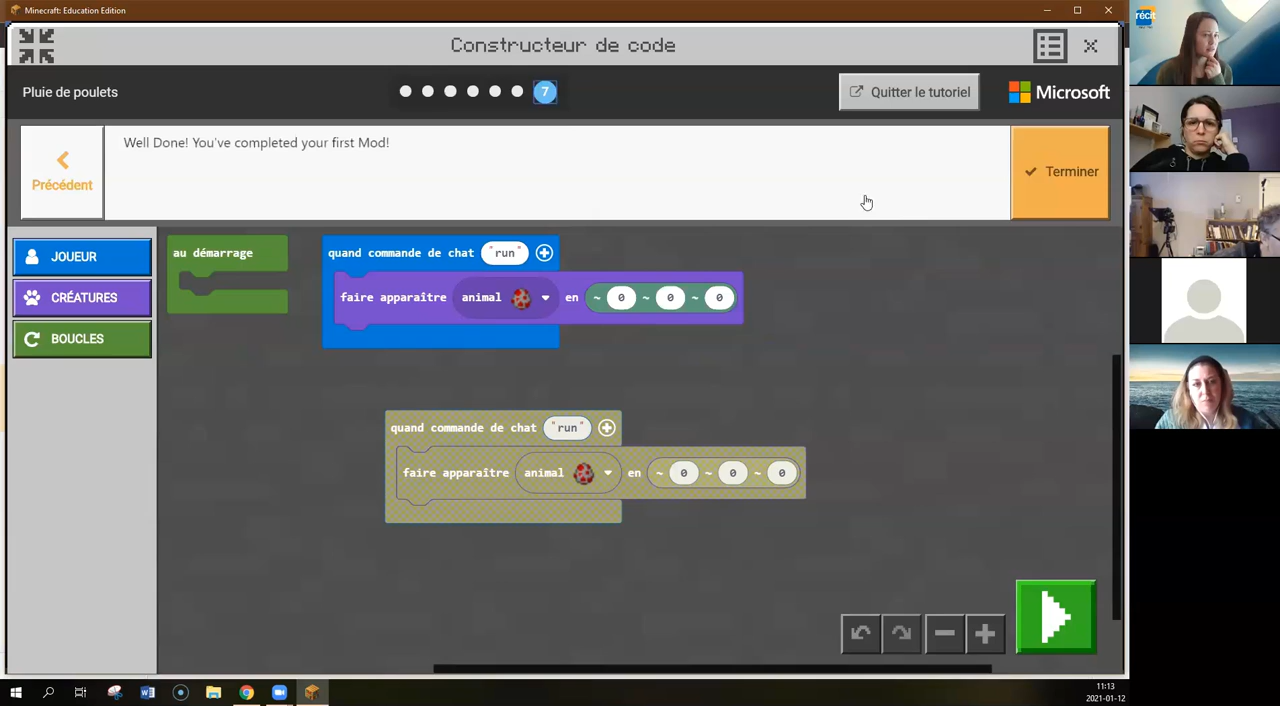 Minecraft: Education Edition
Constructeur de code
récit
Pluie de poulets
7
Quitter le tutoriel
Microsoft
Précédent
Well Done! You've completed your first Mod!
Terminer
JOUEUR
CRÉATURES
BOUCLES
au démarrage
quand commande de chat "run"
faire apparaître animal en ~ 0 ~ 0 ~ 0
quand commande de chat "run"
faire apparaître animal en ~ 0 ~ 0 ~ 0
11:13
2021-01-12